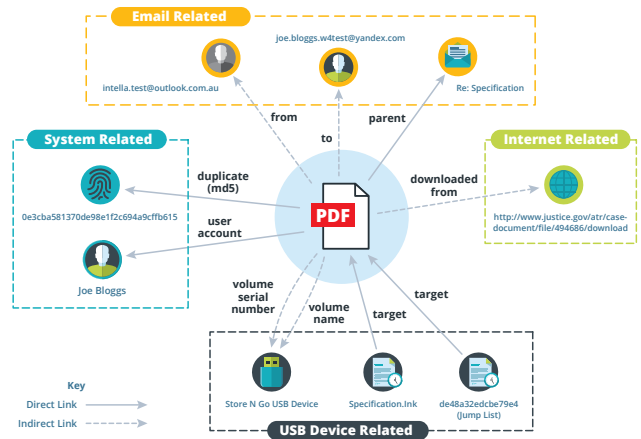 Email Related
joe.bloggs.w4test@yandex.com
intella.test@outlook.com.au
Re: Specification
from
to
parent
System Related
Internet Related
duplicate
(md5)
0e3cba581370de98e1f2c694a9cffb615
user
account
Joe Bloggs
PDF
downloaded
from
http://www.justice.gov/atr/case-
document/file/494686/download
volume
serial
number
volume
name
target
target
Store N Go USB Device
Specification.lnk
de48a32edcbe79e4
(Jump List)
USB Device Related
Key
Direct Link
Indirect Link